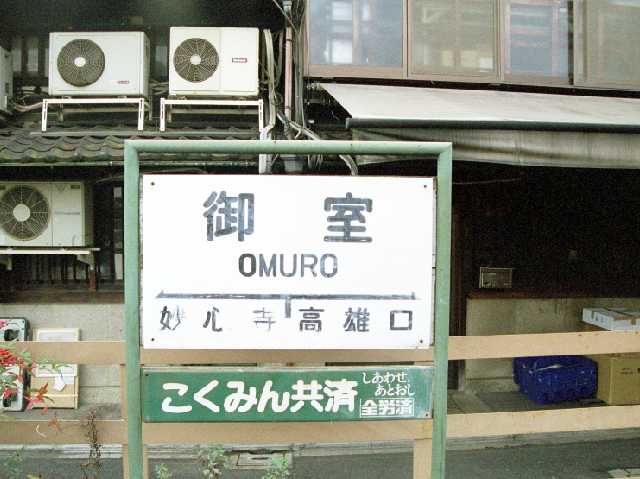 御室
OMURO
妙心寺 高雄口
こくみん共済
しあわせ
あとおし
全労済